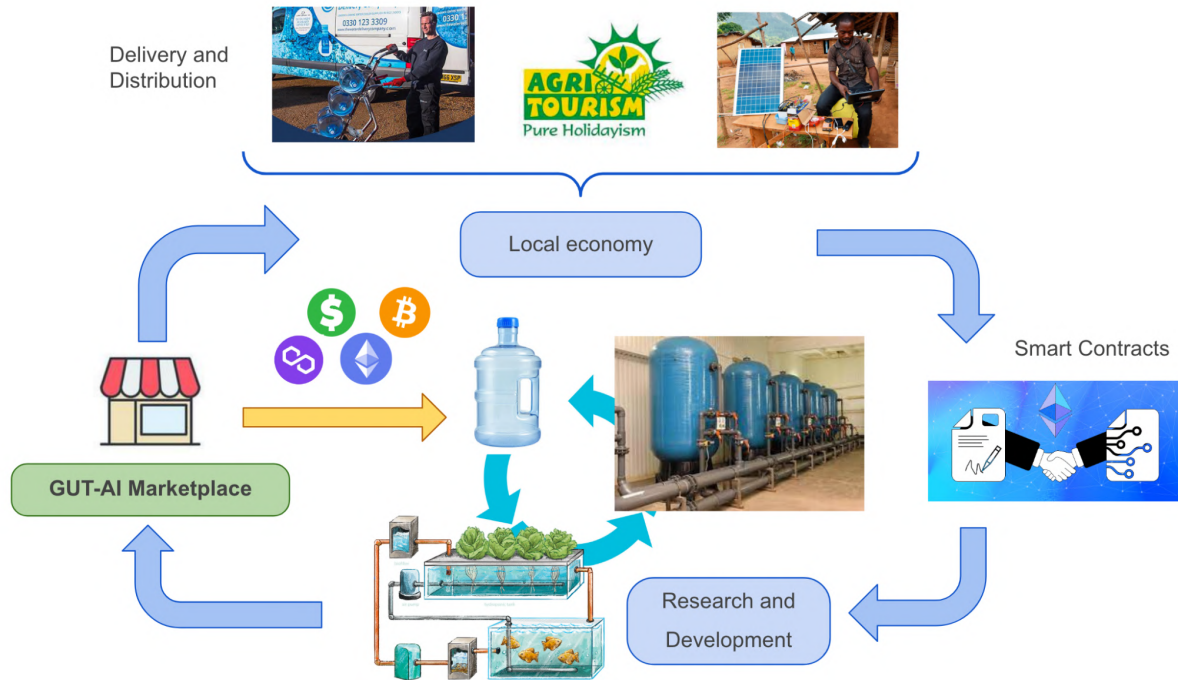 Delivery and
Distribution
0330 123 3309
AGRI
TOURISM
Pure Holidayism
Local economy
Smart Contracts
GUT-AI Marketplace
Research and
Development